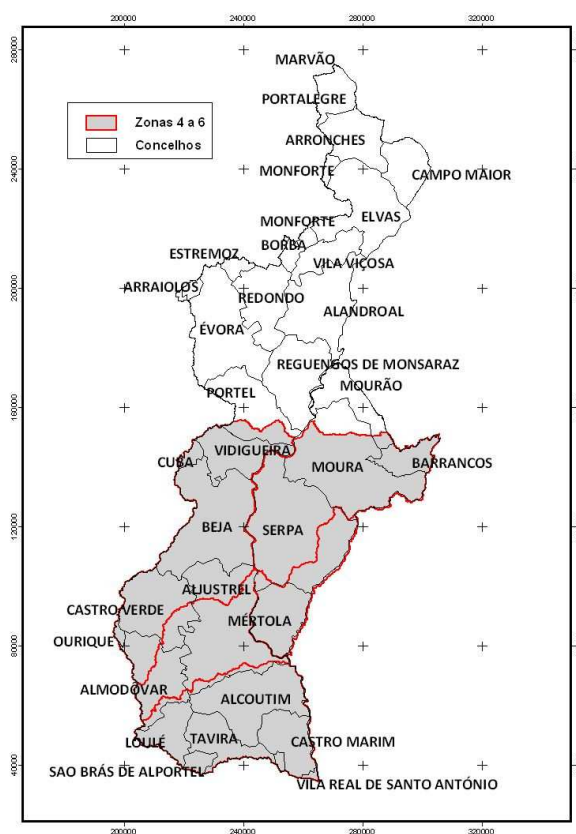 200000 240000 280000 320000
280000
MARVÃO
PORTALEGRE
Zonas 4 a 6
Concelhos
ARRONCHES
240000
MONFORTE
CAMPO MAIOR
ELVAS
MONFORTE
BORBA
ESTREMOZ
VILA VIÇOSA
200000
ARRAIOLOS
REDONDO
ALANDROAL
ÉVORA
REGUENGOS DE MONSARAZ
PORTEL
MOURÃO
160000
VIDIGUEIRA
CUBA
MOURA
BARRANCOS
120000
BEJA
SERPA
ALJUSTREL
CASTRO VERDE
MÉRTOLA
OURIQUE
80000
ALMODÓVAR
ALCOUTIM
LOULÉ
TAVIRA
CASTRO MARIM
40000
SAO BRÁS DE ALPORTEL
VILA REAL DE SANTO ANTÓNIO
200000 240000 280000 320000